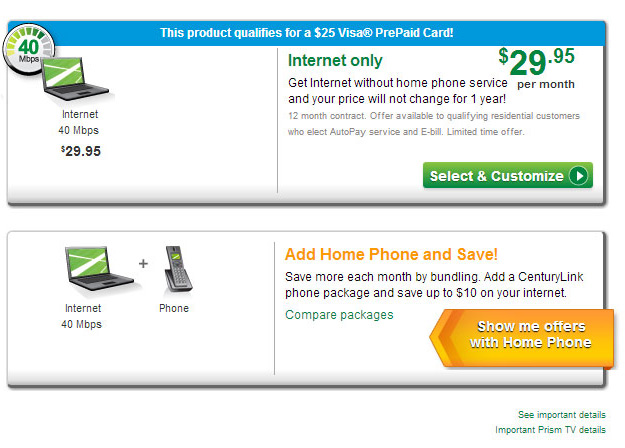 This product qualifies for a $25 Visa® PrePaid Card!
40
Mbps
Internet
40 Mbps
$29.95
Internet only
$29.95
per month
Get Internet without home phone service
and your price will not change for 1 year!
12 month contract. Offer available to qualifying residential customers
who elect AutoPay service and E-bill. Limited time offer.
Select & Customize
+
Internet
40 Mbps
Phone
Add Home Phone and Save!
Save more each month by bundling. Add a CenturyLink
phone package and save up to $10 on your internet.
Compare packages
Show me offers
with Home Phone
See important details
Important Prism TV details